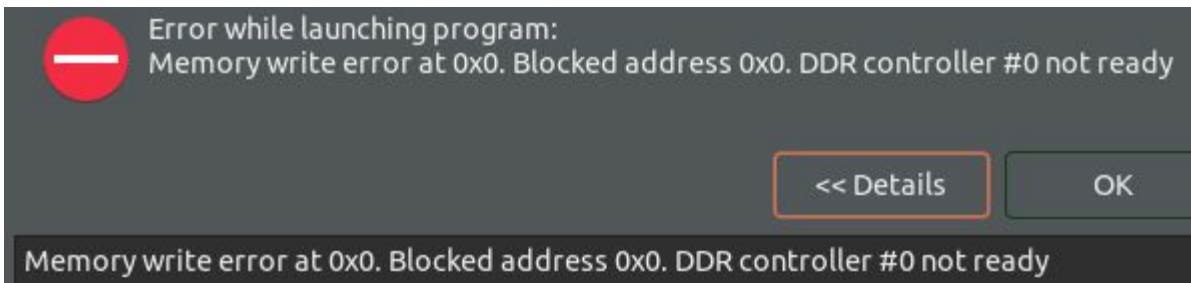 Error while launching program:
Memory write error at 0x0. Blocked address 0x0. DDR controller #0 not ready
<< Details
OK
Memory write error at 0x0. Blocked address 0x0. DDR controller #0 not ready